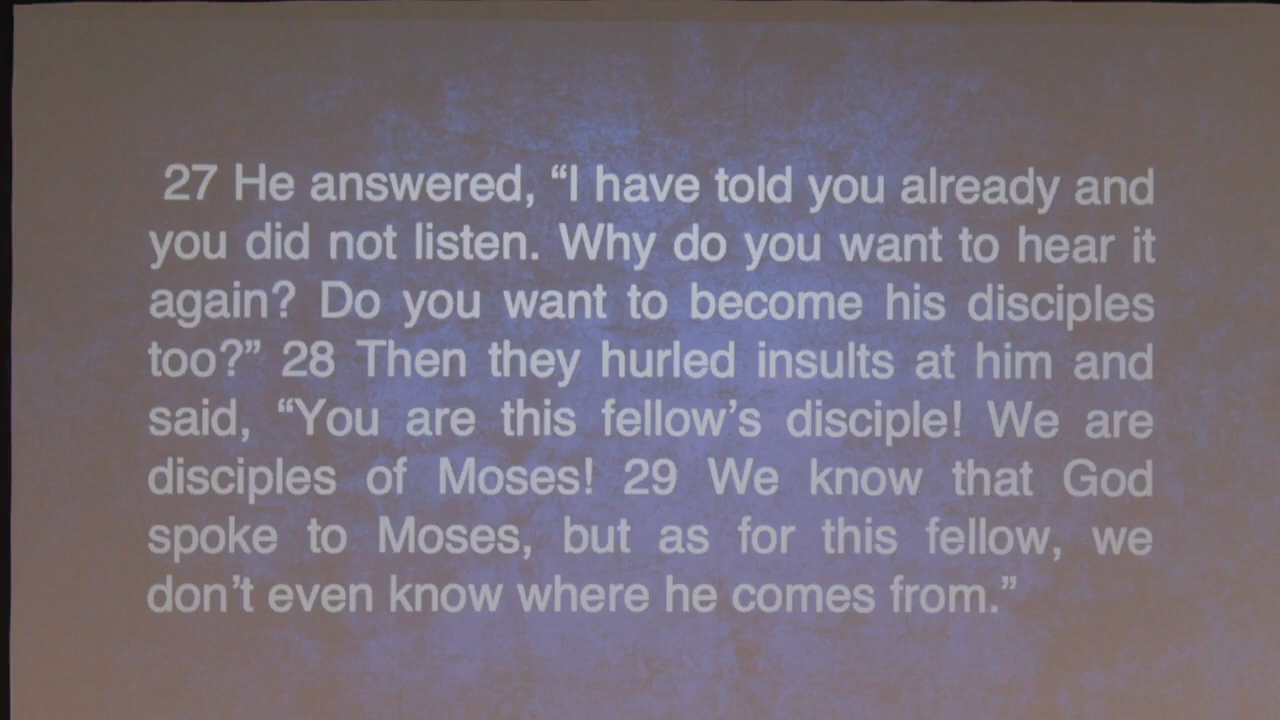 27 He answered, “I have told you already and
you did not listen. Why do you want to hear it
again? Do you want to become his disciples
too?” 28 Then they hurled insults at him and
said, “You are this fellow’s disciple! We are
disciples of Moses! 29 We know that God
spoke to Moses, but as for this fellow, we
don’t even know where he comes from.”